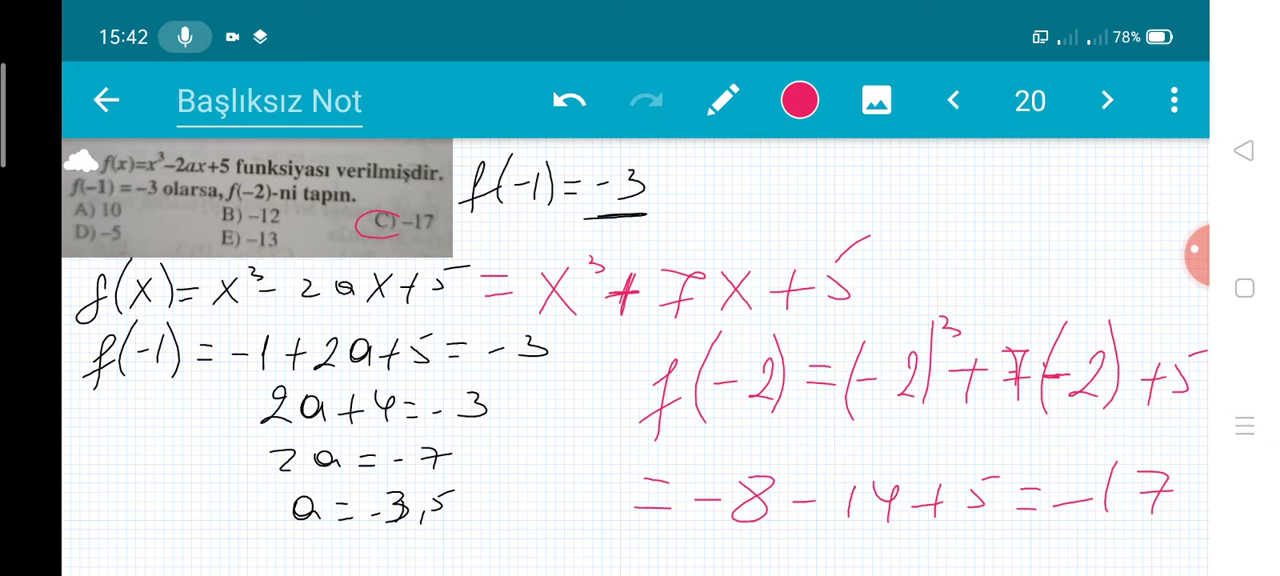 15:42
78%
Başlıksız Not
20
f(x)=x³-2ax+5 funksiyası verilmişdir.
f(-1) = -3 olarsa, f(-2)-ni tapın.
A) 10 B) -12 C) -17
D) -5 E) -13
f(-1) = -3
f(x) = x³ - 2ax + 5 = x³ + 7x + 5
f(-1) = -1 + 2a + 5 = -3
2a + 4 = -3
2a = -7
a = -3,5
f(-2) = (-2)³ + 7(-2) + 5
= -8 - 14 + 5 = -17